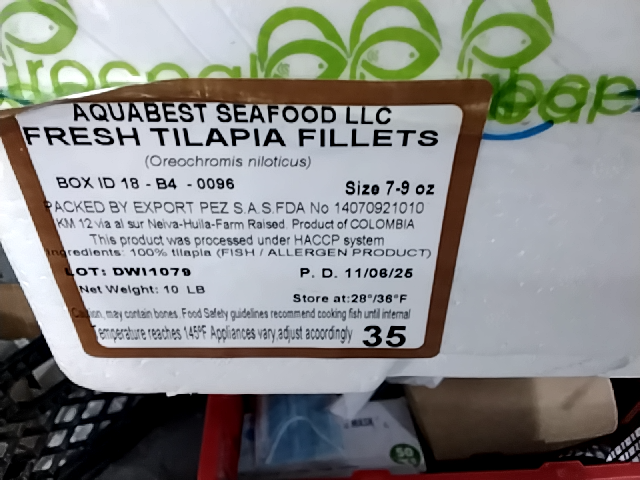 AQUABEST SEAFOOD LLC
FRESH TILAPIA FILLETS
(Oreochromis niloticus)
BOX ID 18 - B4 - 0096
Size 7-9 oz
PACKED BY EXPORT PEZ S.A.S.FDA No 14070921010
KM 12 via al sur Neiva-Huila-Farm Raised. Product of COLOMBIA
This product was processed under HACCP system
Ingredients: 100% tilapia (FISH / ALLERGEN PRODUCT)
LOT: DWI1079
P. D. 11/06/25
Net Weight: 10 LB
Store at:28°/36°F
Caution, may contain bones. Food Safety guidelines recommend cooking fish until internal
Temperature reaches 145°F Appliances vary,adjust acoordingly
35
MASK
50